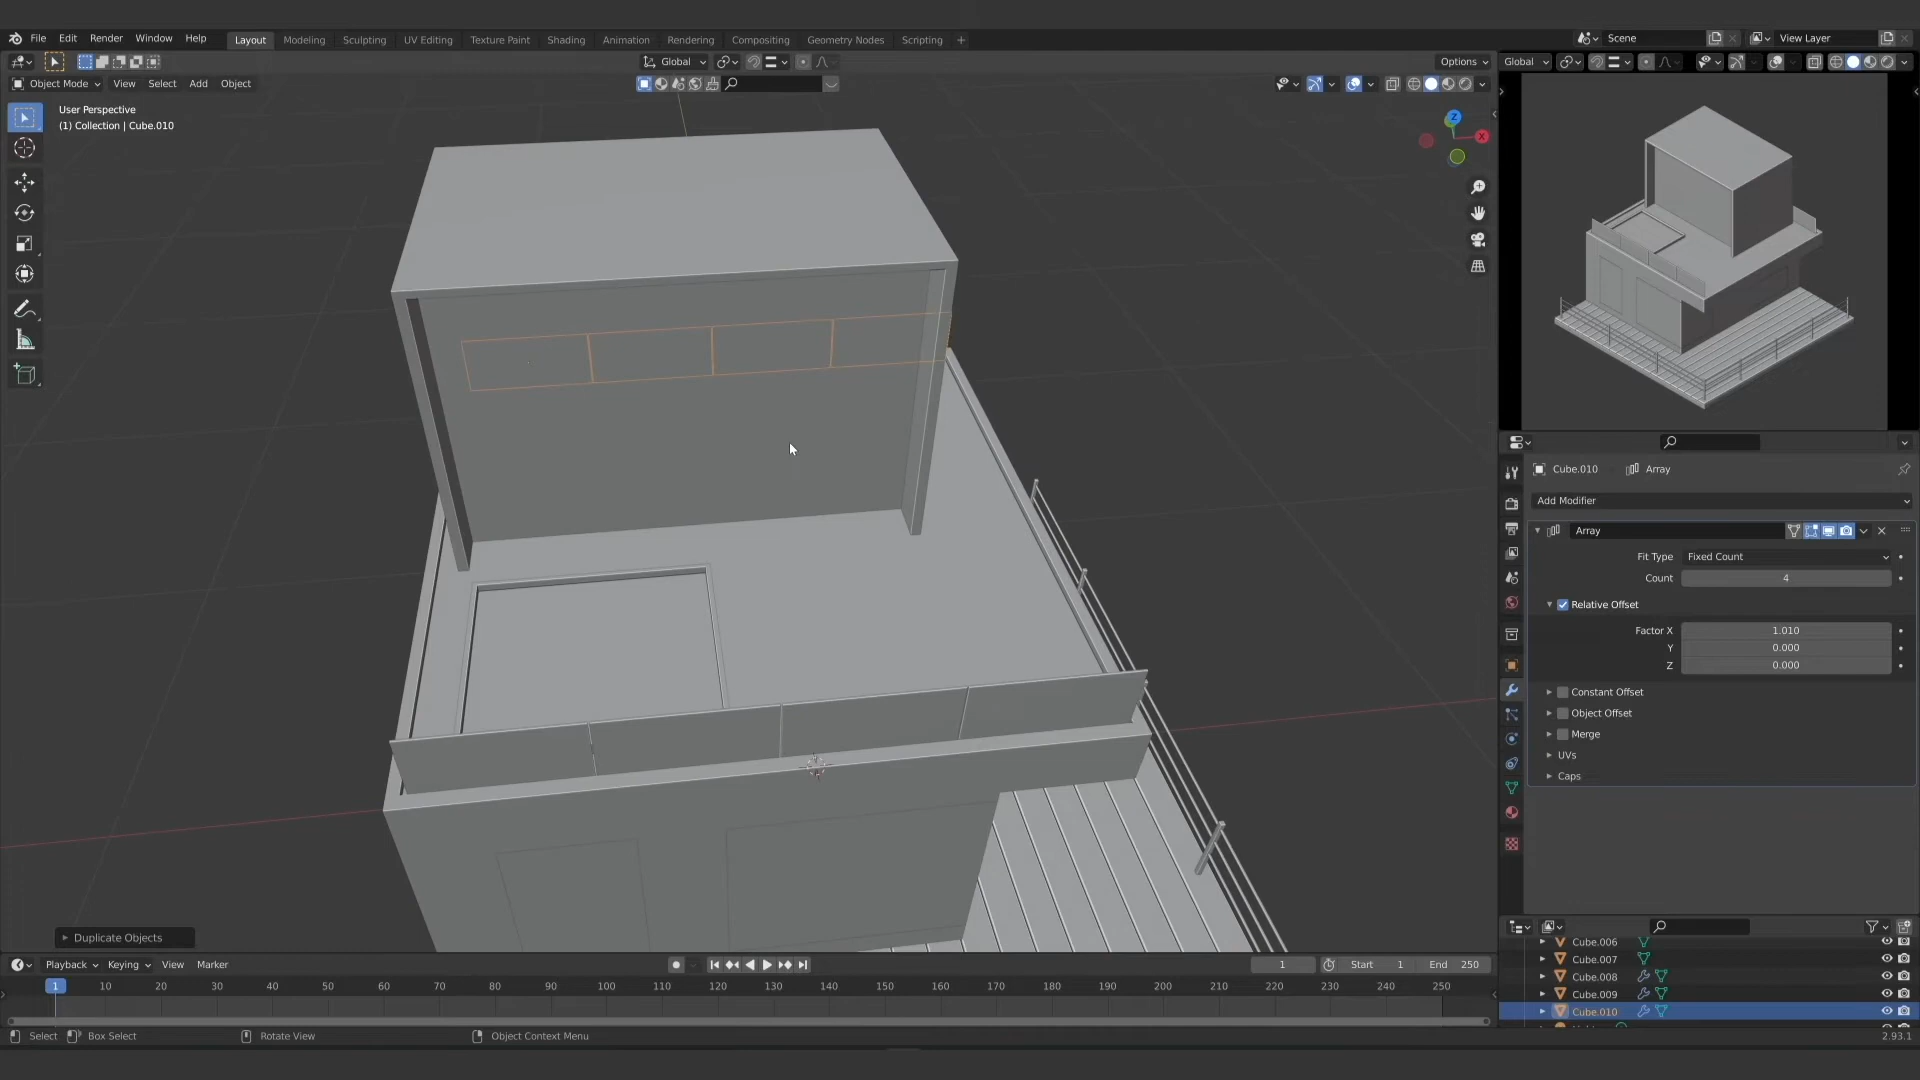 File Edit Render Window Help Layout Modeling Sculpting UV Editing Texture Paint Shading Animation Rendering Compositing Geometry Nodes Scripting + Scene View Layer
Global Options Global
Object Mode View Select Add Object
User Perspective
(1) Collection | Cube.010
Z
X
Cube.010 Array
Add Modifier
Array
Fit Type Fixed Count
Count 4
Relative Offset
Factor X 1.010
Y 0.000
Z 0.000
Constant Offset
Object Offset
Merge
UVs
Caps
Duplicate Objects
Cube.006
Cube.007
Cube.008
Cube.009
Cube.010
Playback Keying View Marker 1 Start 1 End 250
1 10 20 30 40 50 60 70 80 90 100 110 120 130 140 150 160 170 180 190 200 210 220 230 240 250
Select Box Select Rotate View Object Context Menu 2.93.1